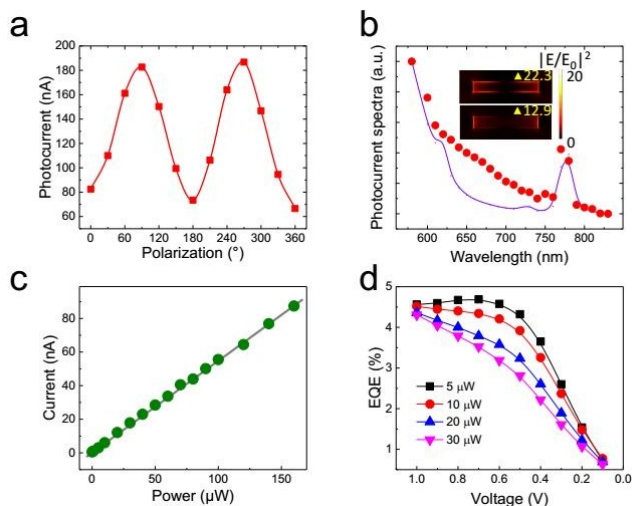 a
200
180
160
140
120
100
80
60
Photocurrent (nA)
0 60 120 180 240 300 360
Polarization (°)
b
|E/E₀|²
▲22.3
20
▲12.9
0
Photocurrent spectra (a.u.)
600 650 700 750 800
Wavelength (nm)
c
80
60
40
20
0
Current (nA)
0 50 100 150
Power (μW)
d
5
4
3
2
1
EQE (%)
5 μW
10 μW
20 μW
30 μW
1.0 0.8 0.6 0.4 0.2 0.0
Voltage (V)